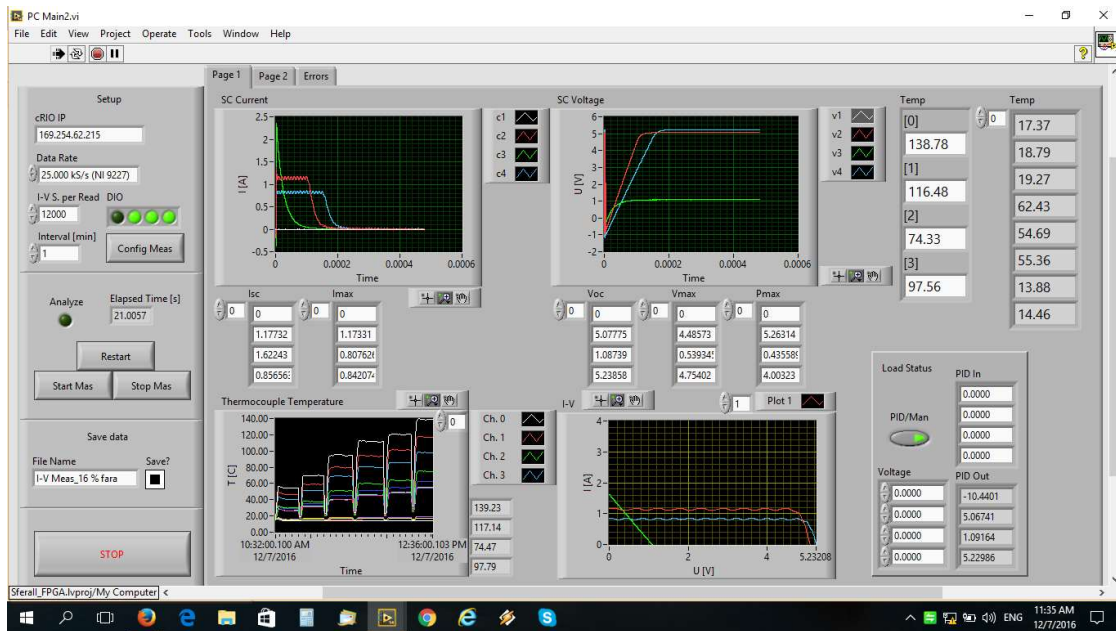 PC Main2.vi
File Edit View Project Operate Tools Window Help
Page 1 Page 2 Errors
Setup
cRIO IP
169.254.62.215
Data Rate
25.000 kS/s (NI 9227)
I-V S. per Read DIO
12000
Interval [min]
1
Config Meas
Analyze
Elapsed Time [s]
21.0057
Restart
Start Mas Stop Mas
Save data
File Name Save?
I-V Meas_16 % fara
STOP
SC Current
2.5-
2-
1.5-
1-
0.5-
0-
-0.5-
I [A]
0 0.0002 0.0004 0.0006
Time
c1
c2
c3
c4
SC Voltage
6-
5-
4-
3-
2-
1-
0-
-1-
-2-
U [V]
0 0.0002 0.0004 0.0006
Time
v1
v2
v3
v4
Temp
[0]
138.78
[1]
116.48
[2]
74.33
[3]
97.56
Temp
0
17.37
18.79
19.27
62.43
54.69
55.36
13.88
14.46
Isc
0
0
1.17732
1.62243
0.85656
Imax
0
0
1.17331
0.80762
0.84207
Voc
0
0
5.07775
1.08739
5.23858
Vmax
0
0
4.48573
0.53934
4.75402
Pmax
0
0
5.26314
0.43558
4.00323
Thermocouple Temperature
0
140.00-
120.00-
100.00-
80.00-
60.00-
40.00-
20.00-
0.00-
T [C]
10:32:00.100 AM 12:36:00.103 PM
12/7/2016 12/7/2016
Time
Ch. 0
Ch. 1
Ch. 2
Ch. 3
139.23
117.14
74.47
97.79
I-V
1
Plot 1
4-
3-
2-
1-
0-
I [A]
0 2 4 5.523208
U [V]
Load Status
PID/Man
Voltage
0.0000
0.0000
0.0000
0.0000
PID In
0.0000
0.0000
0.0000
0.0000
PID Out
-10.4401
5.06741
1.09164
5.22986
Sferall_FPGA.lvproj/My Computer
ENG
11:35 AM
12/7/2016